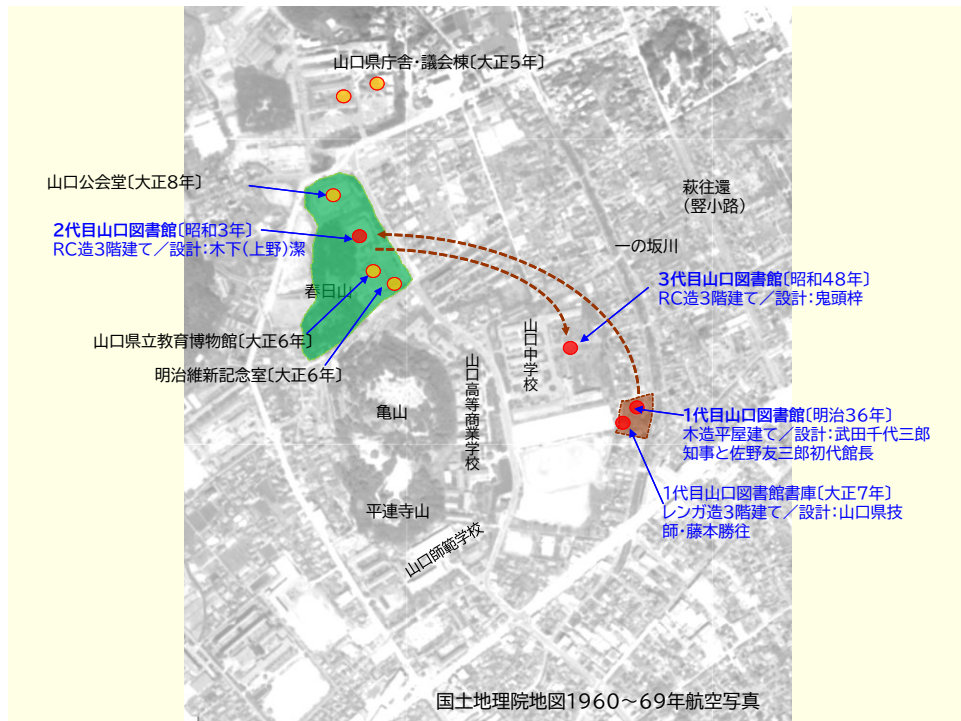 山口県庁舎・議会棟〔大正5年〕
山口公会堂〔大正8年〕
萩往還
（竪小路）
2代目山口図書館〔昭和3年〕
RC造3階建て／設計：木下（上野）潔
一の坂川
3代目山口図書館〔昭和48年〕
RC造3階建て／設計：鬼頭梓
春日山
山口県立教育博物館〔大正6年〕
明治維新記念室〔大正6年〕
山口中学校
山口高等商業学校
亀山
1代目山口図書館〔明治36年〕
木造平屋建て／設計：武田千代三郎
知事と佐野友三郎初代館長
1代目山口図書館書庫〔大正7年〕
レンガ造3階建て／設計：山口県技
師・藤本勝往
平連寺山
山口師範学校
国土地理院地図1960～69年航空写真